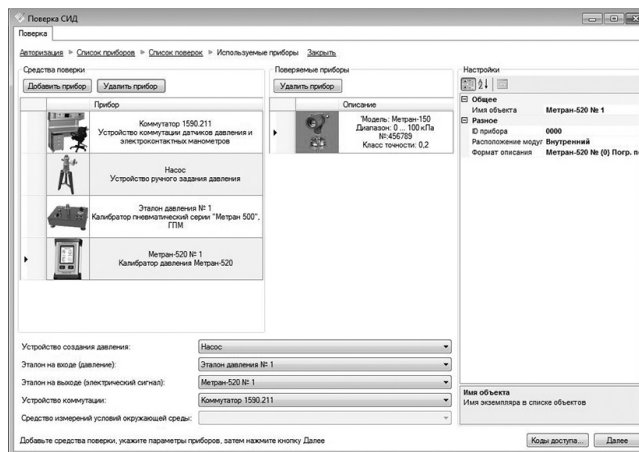 Поверка СИД
Поверка
Авторизация ► Список приборов ► Список поверок ► Используемые приборы Закрыть
Средства поверки
Добавить прибор Удалить прибор
Прибор
Коммутатор 1590.211
Устройство коммутации датчиков давления и
электроконтактных манометров
Насос
Устройство ручного задания давления
Эталон давления № 1
Калибратор пневматический серии "Метран 500",
ГПМ
Метран-520 № 1
Калибратор давления Метран-520
Поверяемые приборы
Удалить прибор
Описание
'Модель: Метран-150
Диапазон: 0 ... 100 кПа
№:456789
Класс точности: 0,2
Настройки
Общее
Имя объекта Метран-520 № 1
Разное
ID прибора 0000
Расположение модуг Внутренний
Формат описания Метран-520 № {0} Погр. п
Устройство создания давления: Насос
Эталон на входе (давление): Эталон давления № 1
Эталон на выходе (электрический сигнал): Метран-520 № 1
Устройство коммутации: Коммутатор 1590.211
Средство измерений условий окружающей среды:
Имя объекта
Имя экземпляра в списке объектов
Добавьте средства поверки, укажите параметры приборов, затем нажмите кнопку Далее
Коды доступа... Далее